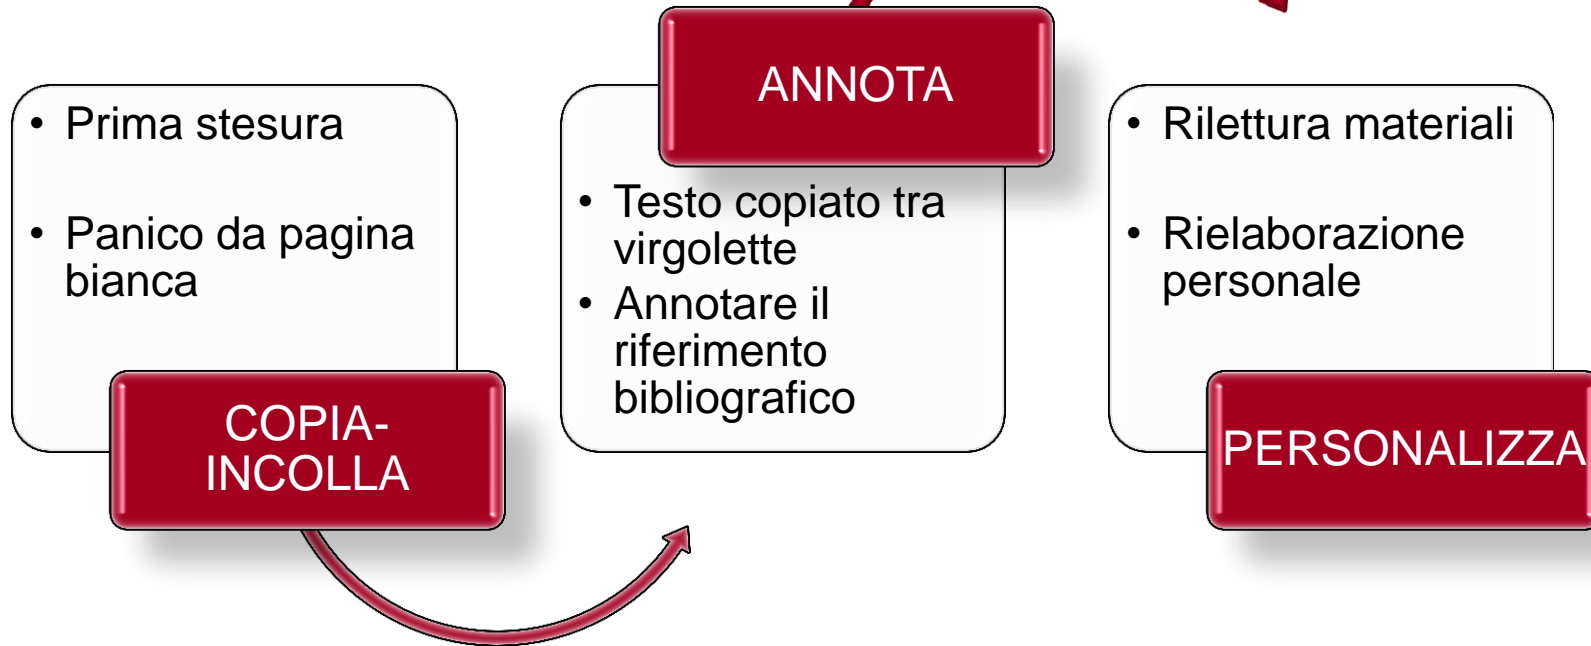 • Prima stesura
• Panico da pagina
bianca
COPIA-
INCOLLA
ANNOTA
• Testo copiato tra
virgolette
• Annotare il
riferimento
bibliografico
• Rilettura materiali
• Rielaborazione
personale
PERSONALIZZA